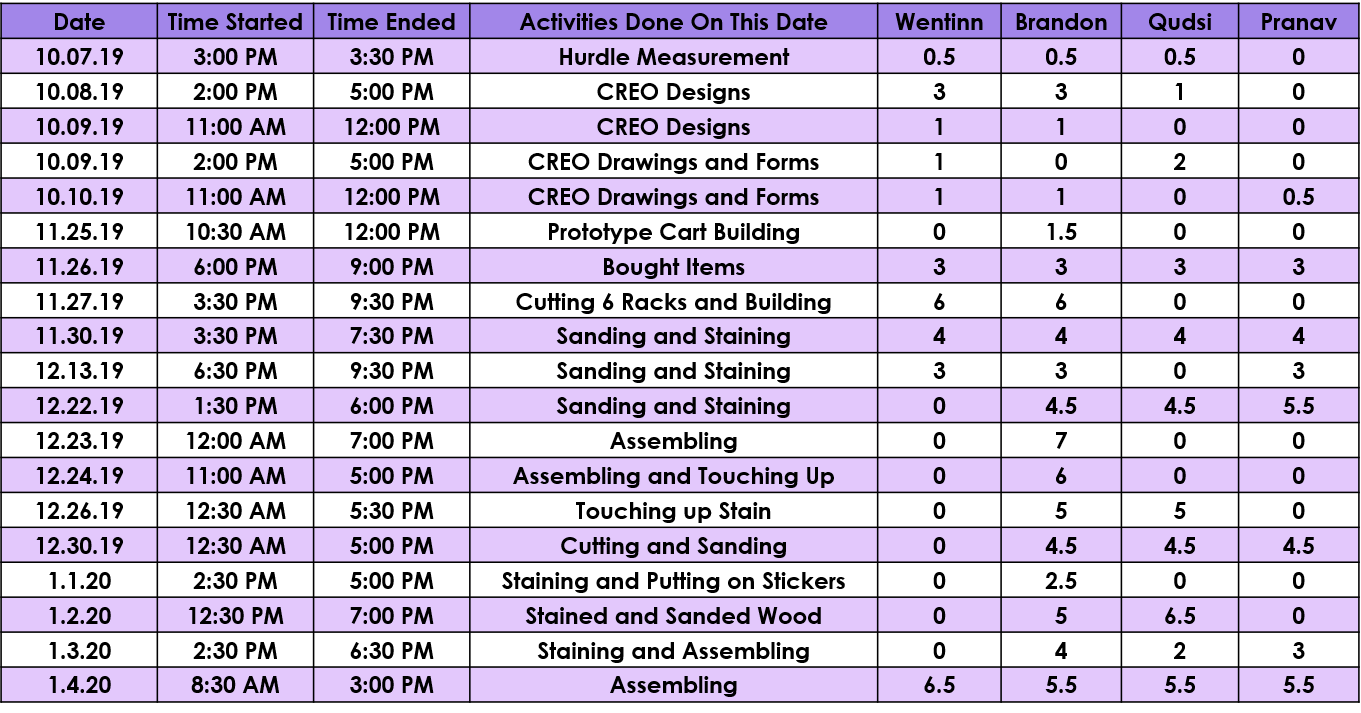 Date Time Started Time Ended Activities Done On This Date Wentinn Brandon Qudsi Pranav
10.07.19 3:00 PM 3:30 PM Hurdle Measurement 0.5 0.5 0.5 0
10.08.19 2:00 PM 5:00 PM CREO Designs 3 3 1 0
10.09.19 11:00 AM 12:00 PM CREO Designs 1 1 0 0
10.09.19 2:00 PM 5:00 PM CREO Drawings and Forms 1 0 2 0
10.10.19 11:00 AM 12:00 PM CREO Drawings and Forms 1 1 0 0.5
11.25.19 10:30 AM 12:00 PM Prototype Cart Building 0 1.5 0 0
11.26.19 6:00 PM 9:00 PM Bought Items 3 3 3 3
11.27.19 3:30 PM 9:30 PM Cutting 6 Racks and Building 6 6 0 0
11.30.19 3:30 PM 7:30 PM Sanding and Staining 4 4 4 4
12.13.19 6:30 PM 9:30 PM Sanding and Staining 3 3 0 3
12.22.19 1:30 PM 6:00 PM Sanding and Staining 0 4.5 4.5 5.5
12.23.19 12:00 AM 7:00 PM Assembling 0 7 0 0
12.24.19 11:00 AM 5:00 PM Assembling and Touching Up 0 6 0 0
12.26.19 12:30 AM 5:30 PM Touching up Stain 0 5 5 0
12.30.19 12:30 AM 5:00 PM Cutting and Sanding 0 4.5 4.5 4.5
1.1.20 2:30 PM 5:00 PM Staining and Putting on Stickers 0 2.5 0 0
1.2.20 12:30 PM 7:00 PM Stained and Sanded Wood 0 5 6.5 0
1.3.20 2:30 PM 6:30 PM Staining and Assembling 0 4 2 3
1.4.20 8:30 AM 3:00 PM Assembling 6.5 5.5 5.5 5.5